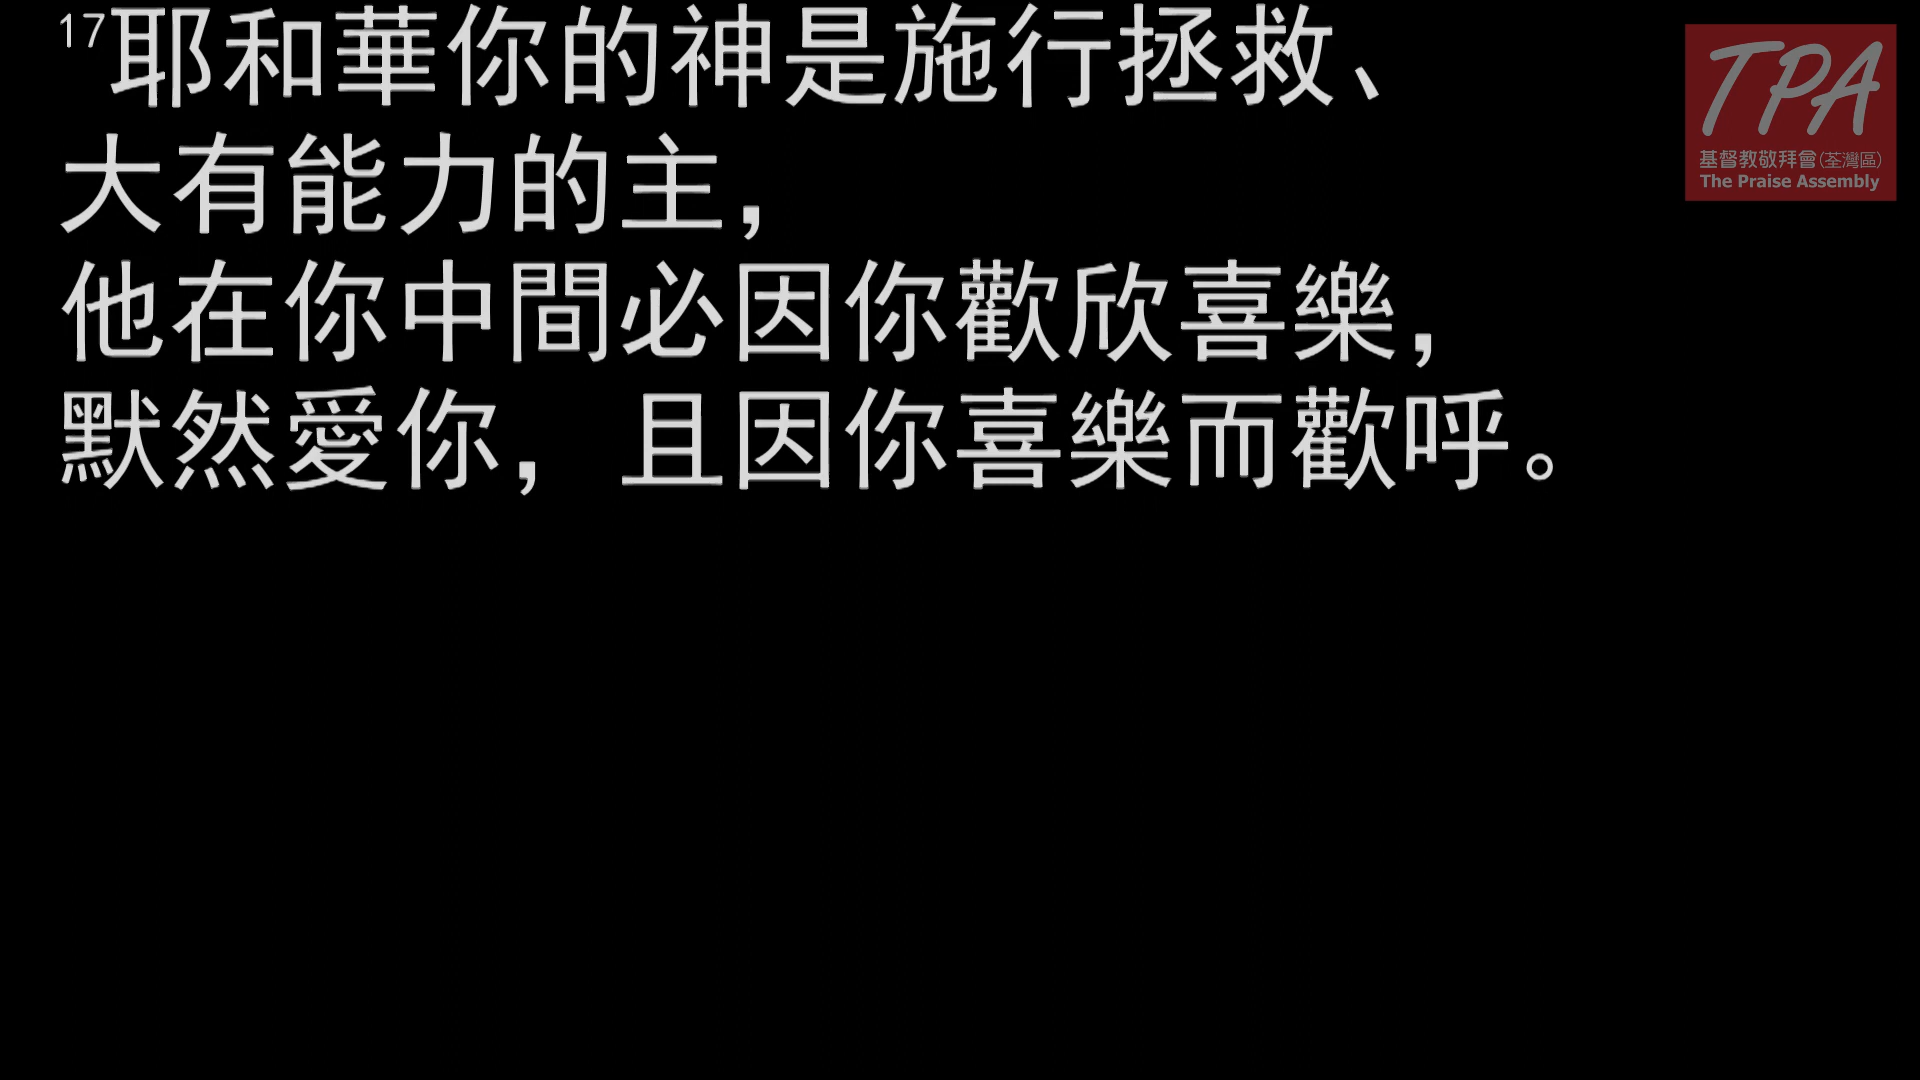 17耶和華你的神是施行拯救、
大有能力的主，
他在你中間必因你歡欣喜樂，
默然愛你，且因你喜樂而歡呼。
TPA
基督教敬拜會(荃灣區)
The Praise Assembly